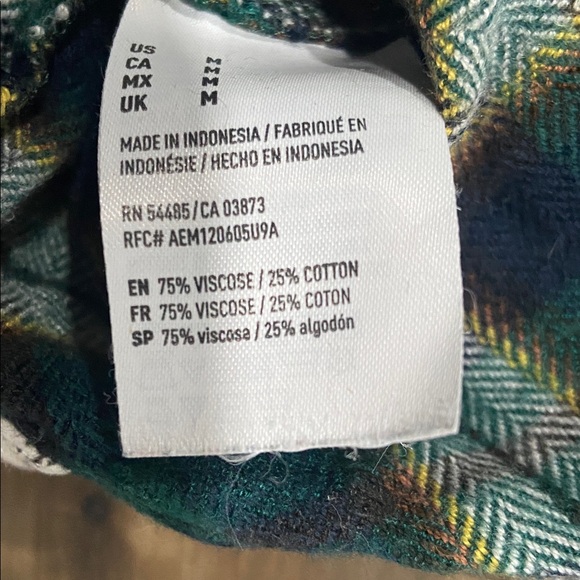 US M
CA M
MX M
UK M
MADE IN INDONESIA / FABRIQUÉ EN
INDONÉSIE / HECHO EN INDONESIA
RN 54485/CA 03873
RFC# AEM120605U9A
EN 75% VISCOSE / 25% COTTON
FR 75% VISCOSE / 25% COTON
SP 75% viscosa / 25% algodón